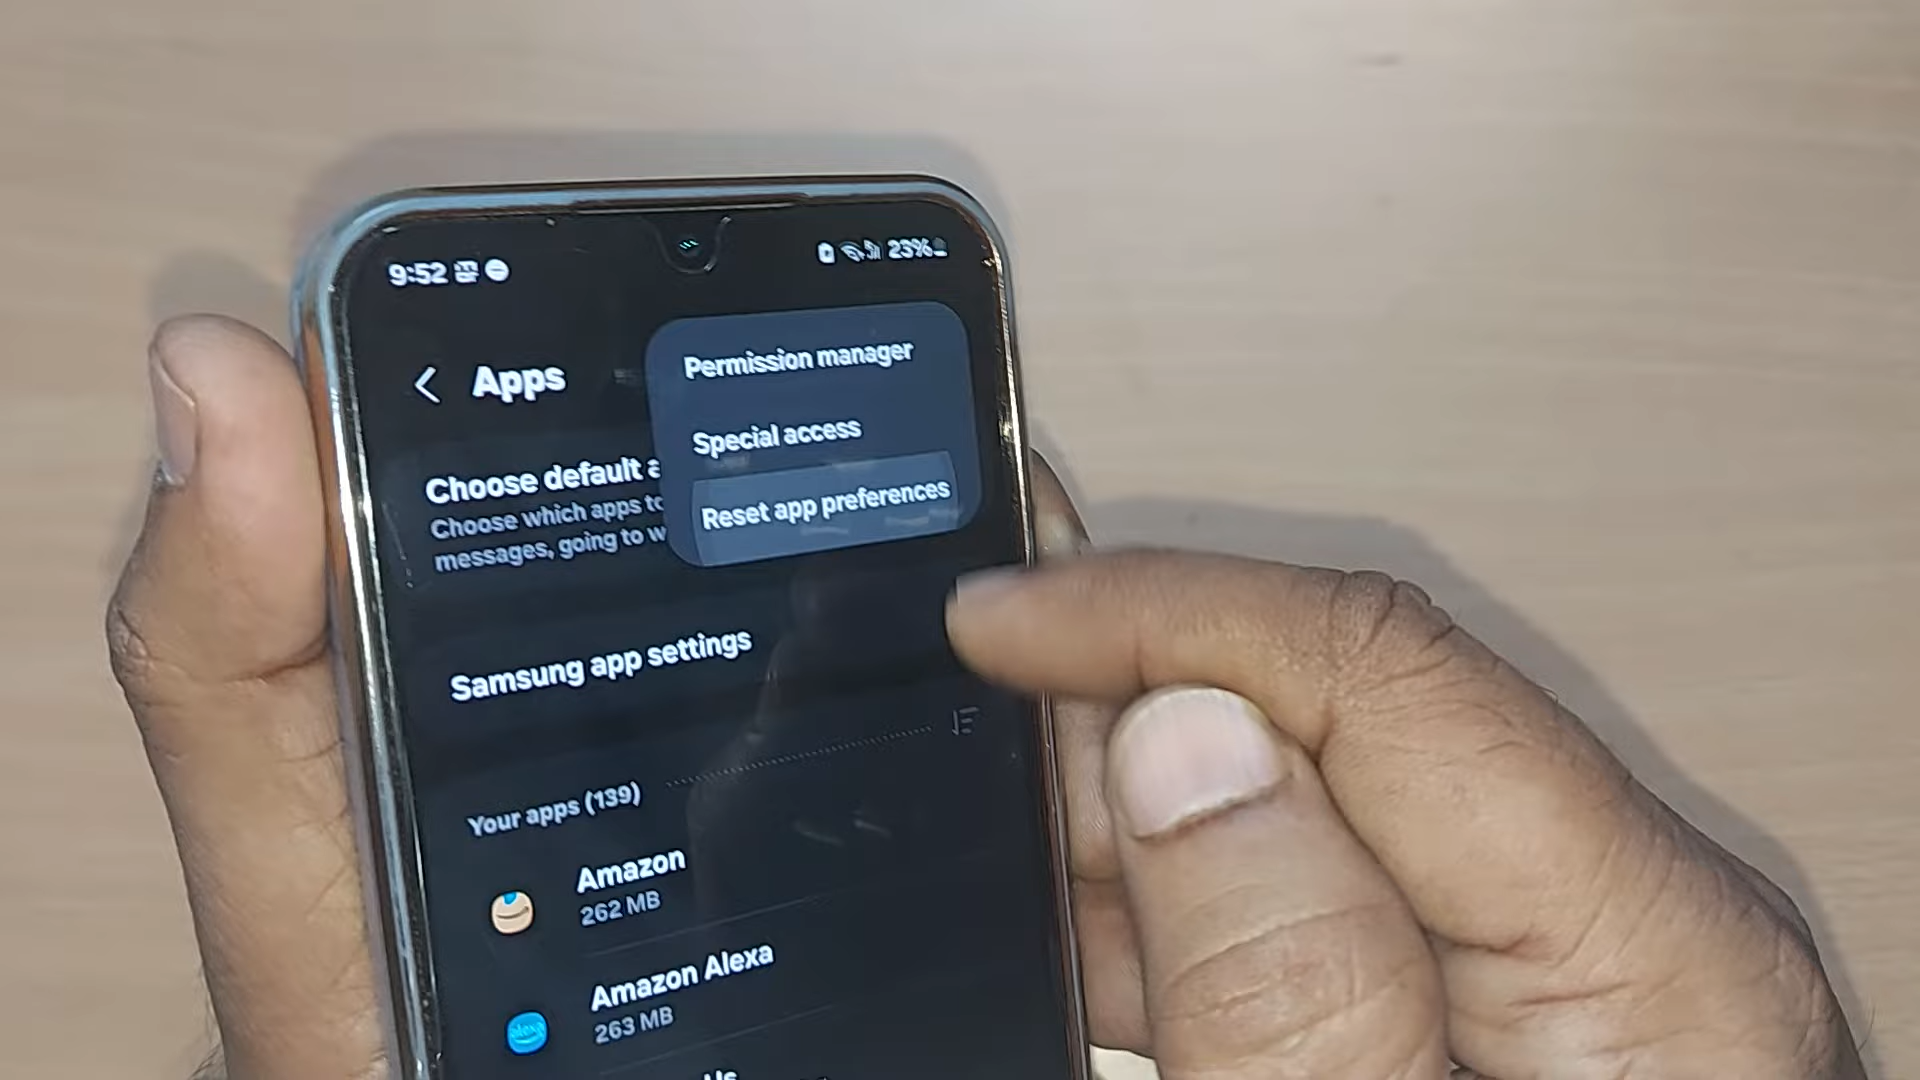 9:52
23%
Apps
Permission manager
Special access
Reset app preferences
Choose default a
Choose which apps to
messages, going to w
Samsung app settings
Your apps (139)
Amazon
262 MB
Amazon Alexa
263 MB
alexa